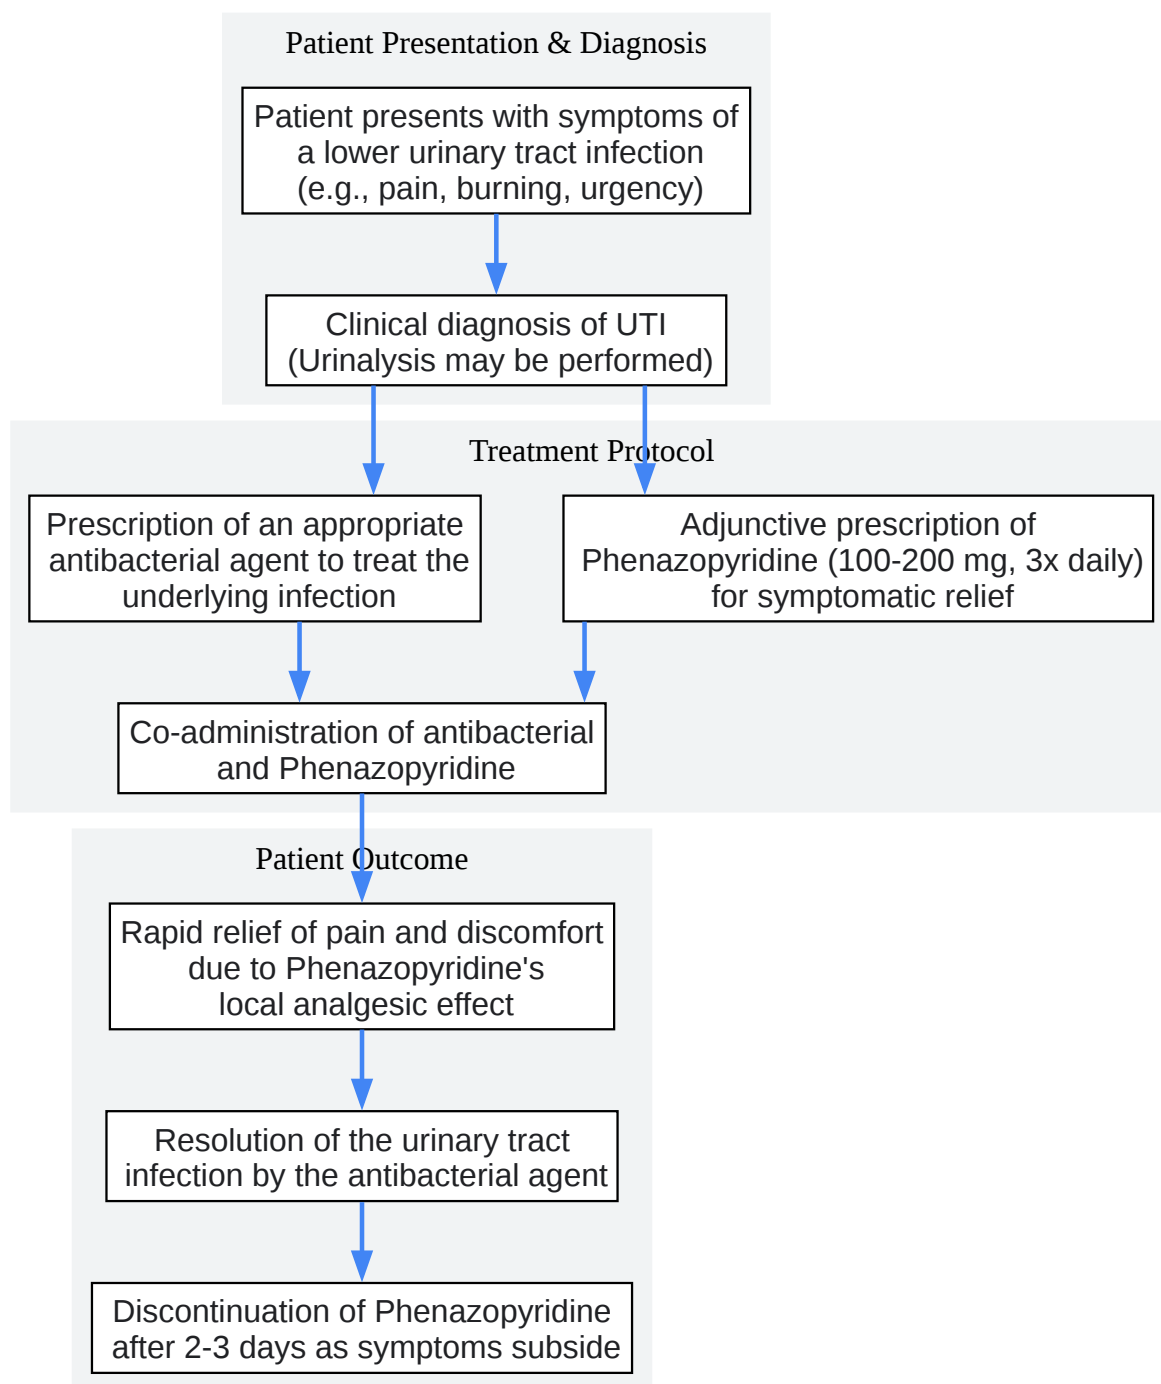 Patient Presentation & Diagnosis
Patient presents with symptoms of
a lower urinary tract infection
(e.g., pain, burning, urgency)
Clinical diagnosis of UTI
(Urinalysis may be performed)
Treatment Protocol
Prescription of an appropriate
antibacterial agent to treat the
underlying infection
Adjunctive prescription of
Phenazopyridine (100-200 mg, 3x daily)
for symptomatic relief
Co-administration of antibacterial
and Phenazopyridine
Patient Outcome
Rapid relief of pain and discomfort
due to Phenazopyridine's
local analgesic effect
Resolution of the urinary tract
infection by the antibacterial agent
Discontinuation of Phenazopyridine
after 2-3 days as symptoms subside